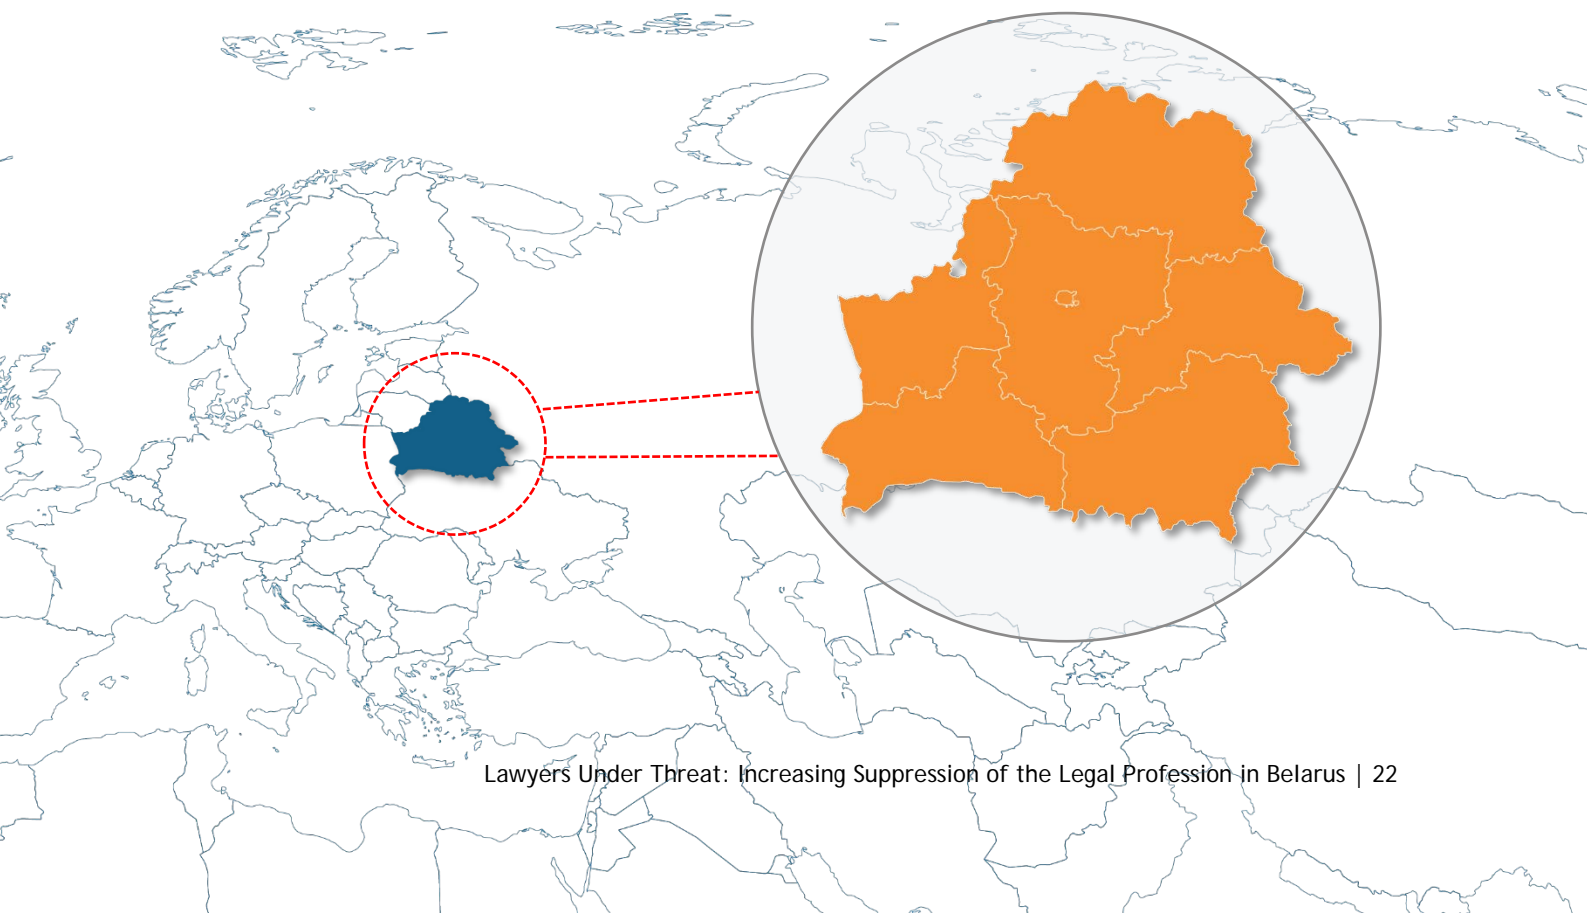 Lawyers Under Threat: Increasing Suppression of the Legal Profession in Belarus | 22